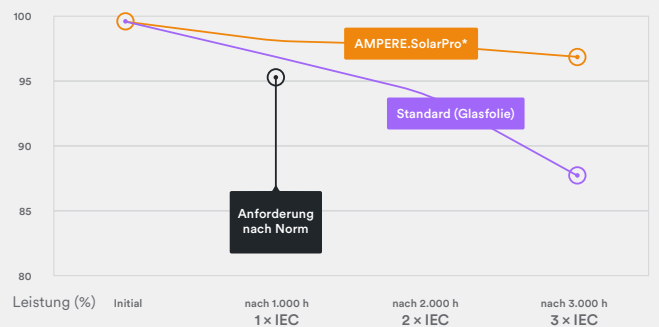 100
95
90
85
80
AMPERE.SolarPro*
Standard (Glasfolie)
Anforderung
nach Norm
Leistung (%)
Initial
nach 1.000 h
1 × IEC
nach 2.000 h
2 × IEC
nach 3.000 h
3 × IEC